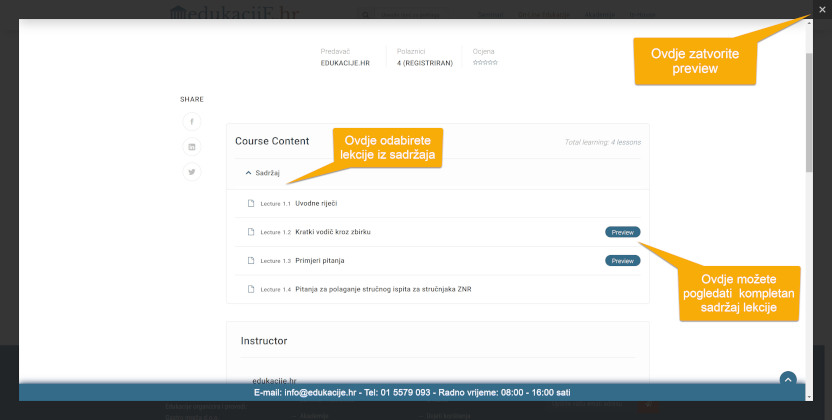 edukacijE.hr
Ovdje zatvorite
preview
Predavač
Polaznici
Ocjena
EDUKACIJE.HR
4 (REGISTRIRAN)
SHARE
Course Content
Total learning: 4 lessons
Ovdje odabirete
lekcije iz sadržaja
Sadržaj
Lecture 1.1 Uvodne riječi
Lecture 1.2 Kratki vodič kroz zbirku
Preview
Lecture 1.3 Primjeri pitanja
Preview
Lecture 1.4 Pitanja za polaganje stručnog ispita za stručnjaka ZNR
Ovdje možete
pogledati kompletan
sadržaj lekcije
Instructor
edukacije.hr
E-mail: info@edukacije.hr - Tel: 01 5579 093 - Radno vrijeme: 08:00 - 16:00 sati